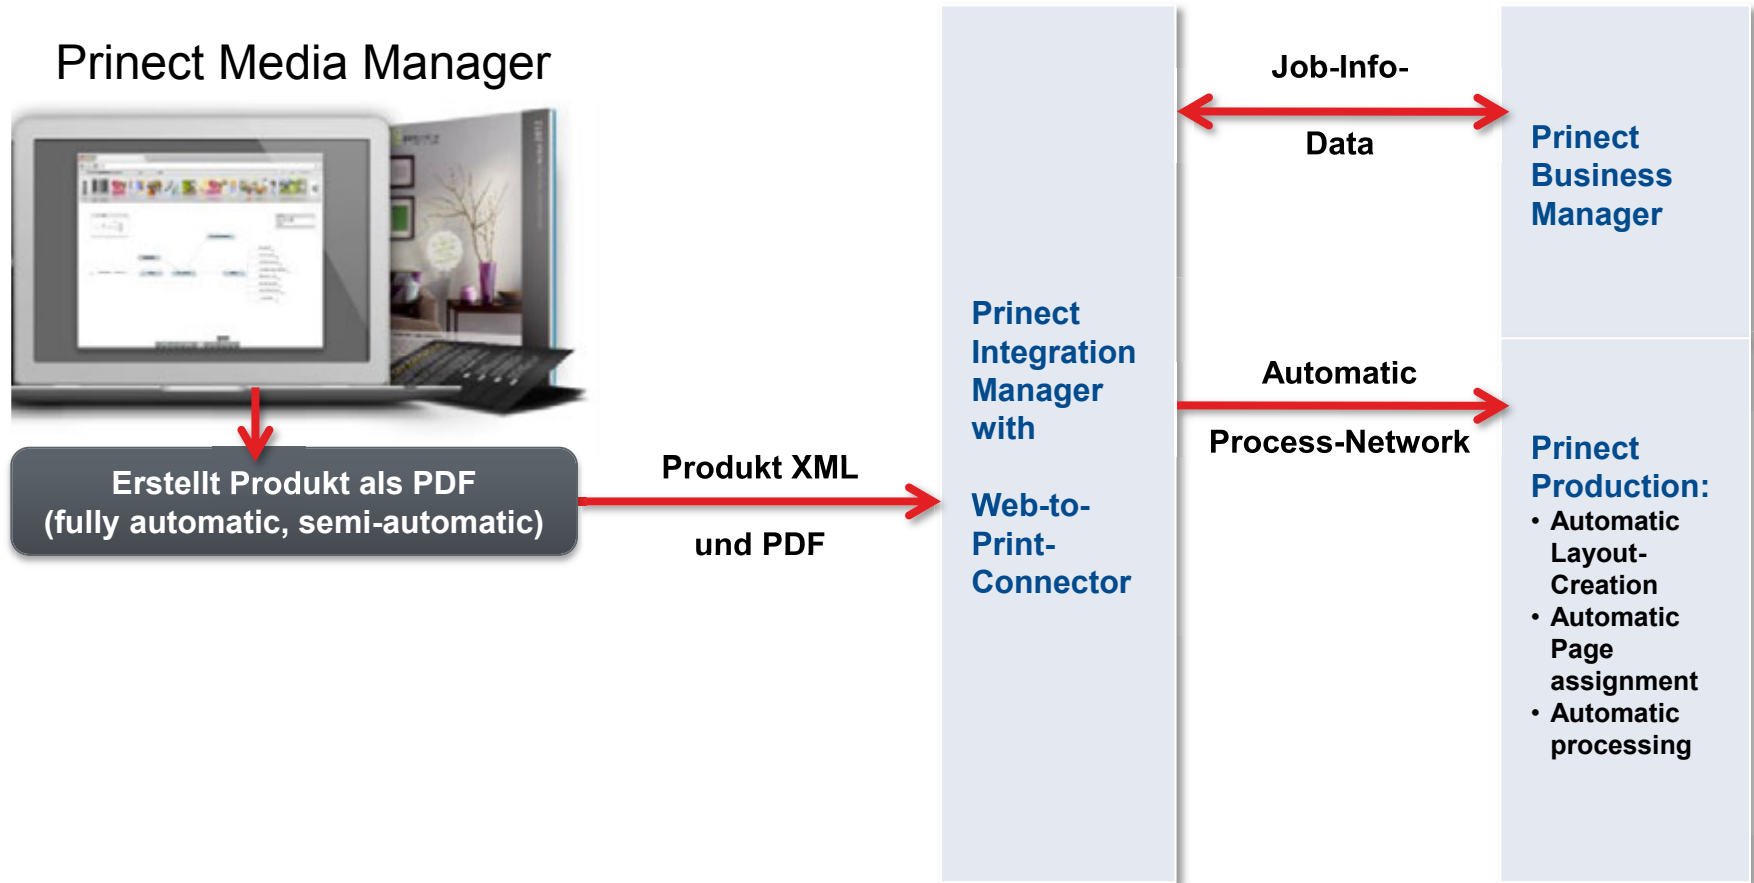 Prinect Media Manager
Erstellt Produkt als PDF
(fully automatic, semi-automatic)
Produkt XML
und PDF
Prinect
Integration
Manager
with
Web-to-
Print-
Connector
Job-Info-
Data
Automatic
Process-Network
Prinect
Business
Manager
Prinect
Production:
• Automatic
Layout-
Creation
• Automatic
Page
assignment
• Automatic
processing